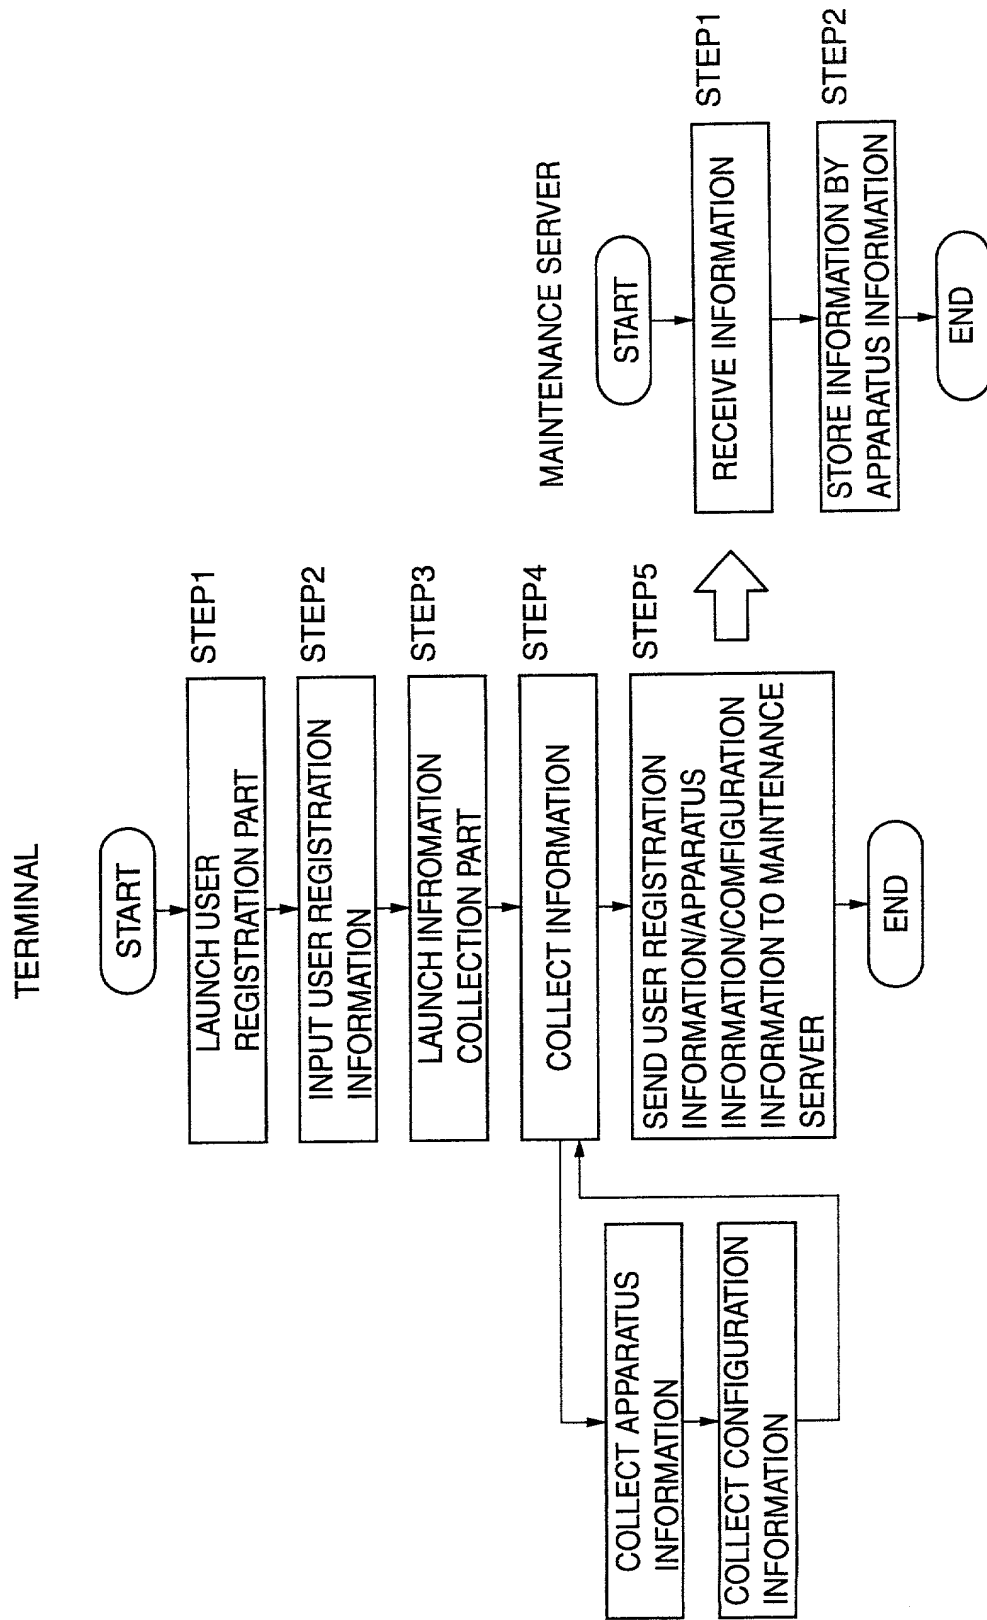 TERMINAL
START
LAUNCH USER
REGISTRATION PART
STEP1
INPUT USER REGISTRATION
INFORMATION
STEP2
LAUNCH INFROMATION
COLLECTION PART
STEP3
COLLECT INFORMATION
STEP4
COLLECT APPARATUS
INFORMATION
COLLECT CONFIGURATION
INFORMATION
SEND USER REGISTRATION
INFORMATION/APPARATUS
INFORMATION/COMFIGURATION
INFORMATION TO MAINTENANCE
SERVER
STEP5
END
MAINTENANCE SERVER
START
RECEIVE INFORMATION
STEP1
STORE INFORMATION BY
APPARATUS INFORMATION
STEP2
END